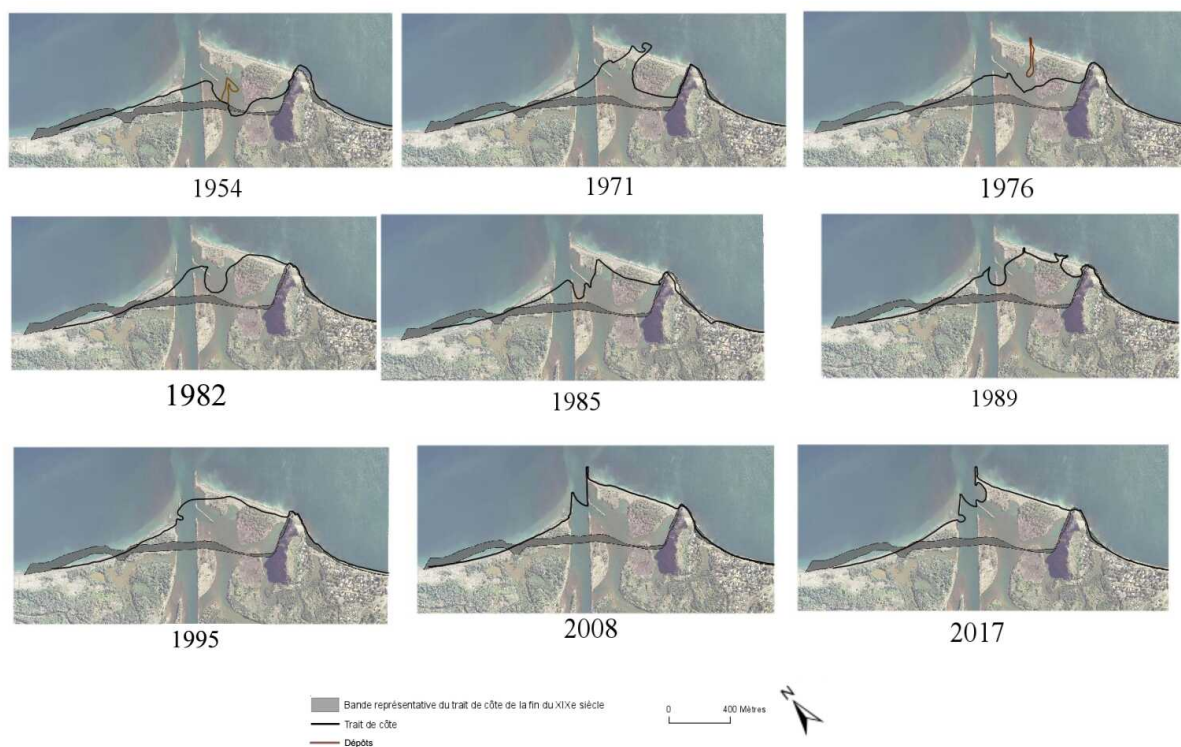 1954
1971
1976
1982
1985
1989
1995
2008
2017
Bande représentative du trait de côte de la fin du XIXe siècle
Trait de côte
Dépôts
0 400 Mètres
N